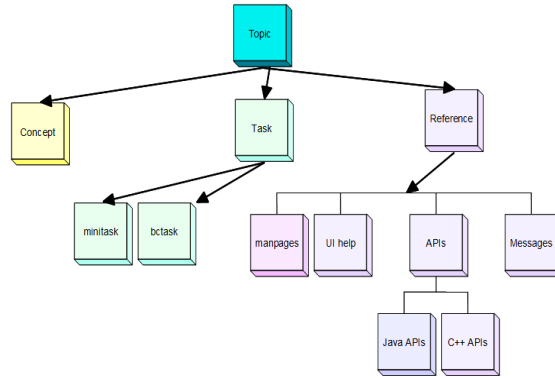 Topic
Concept
Task
Reference
minitask
bctask
manpages
UI help
APIs
Messages
Java APIs
C++ APIs